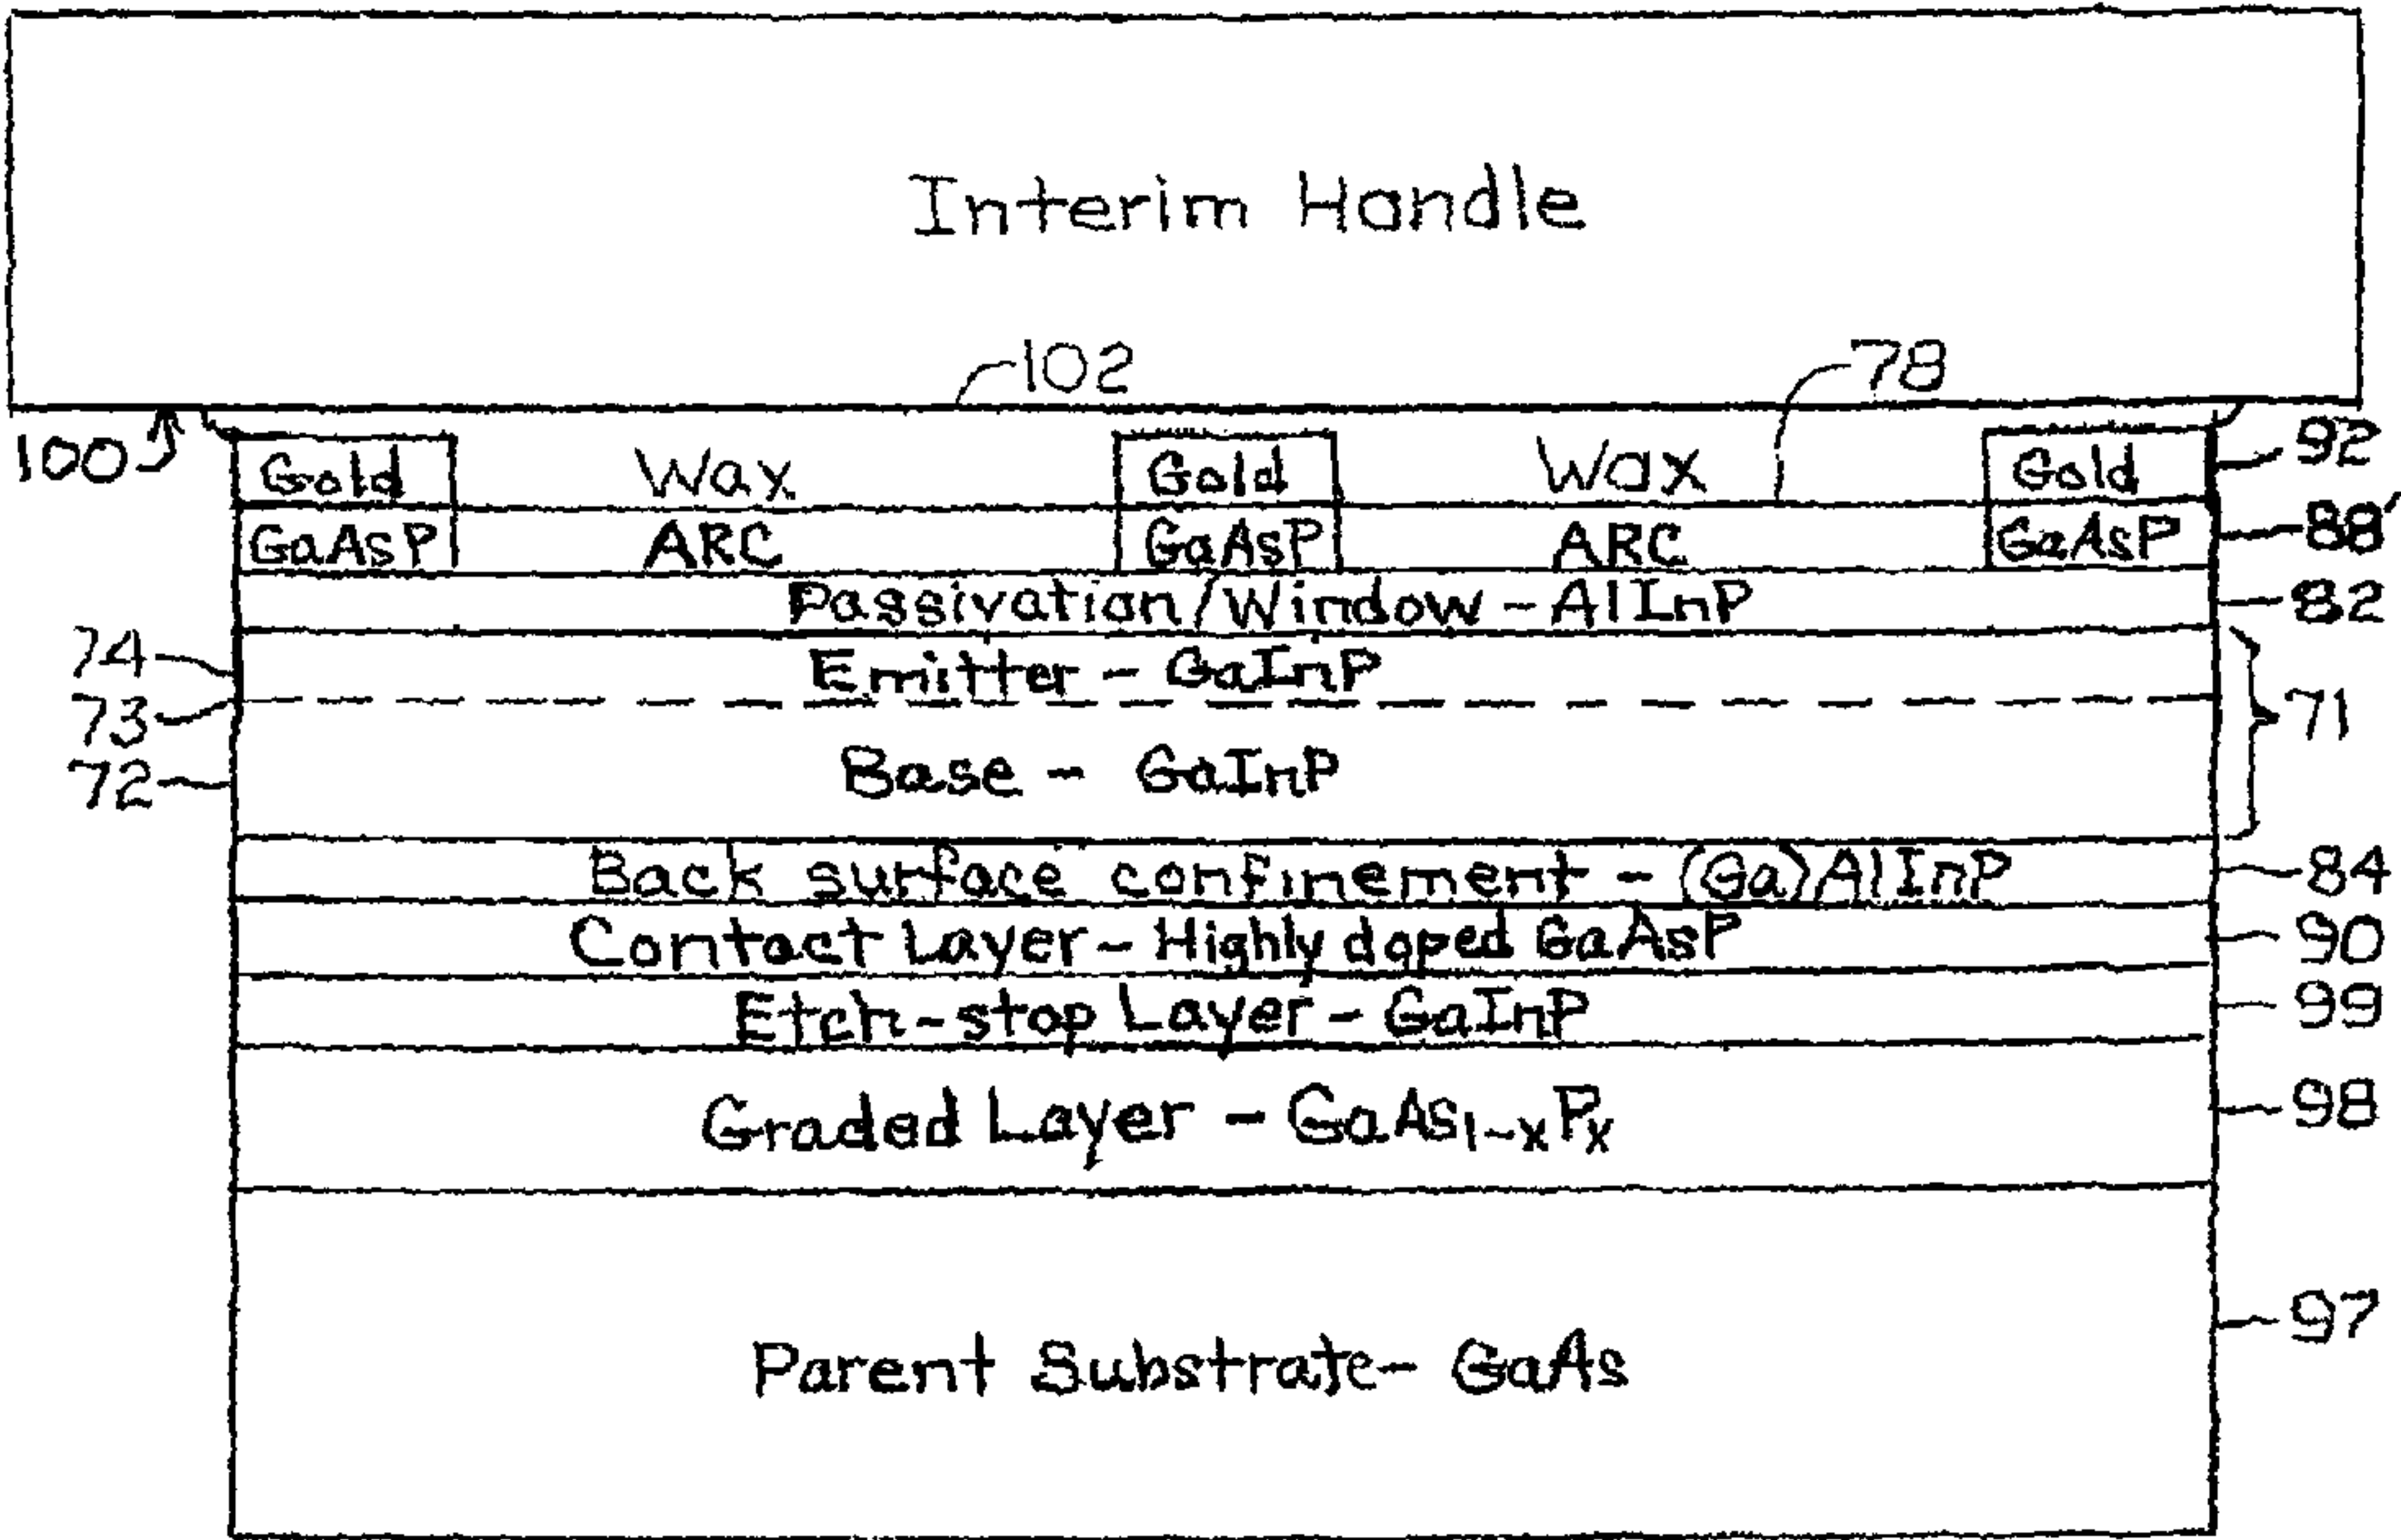 Interim Handle
102
78
100
Gold Wax Gold Wax Gold
92
GaAsP ARC GaAsP ARC GaAsP
88'
Passivation/Window - AlInP
82
74
Emitter - GaInP
73
71
72
Base - GaInP
Back surface confinement - (Ga)AlInP
84
Contact Layer - Highly doped GaAsP
90
Etch-stop Layer - GaInP
99
Graded Layer - GaAs1-xPx
98
97
Parent Substrate - GaAs